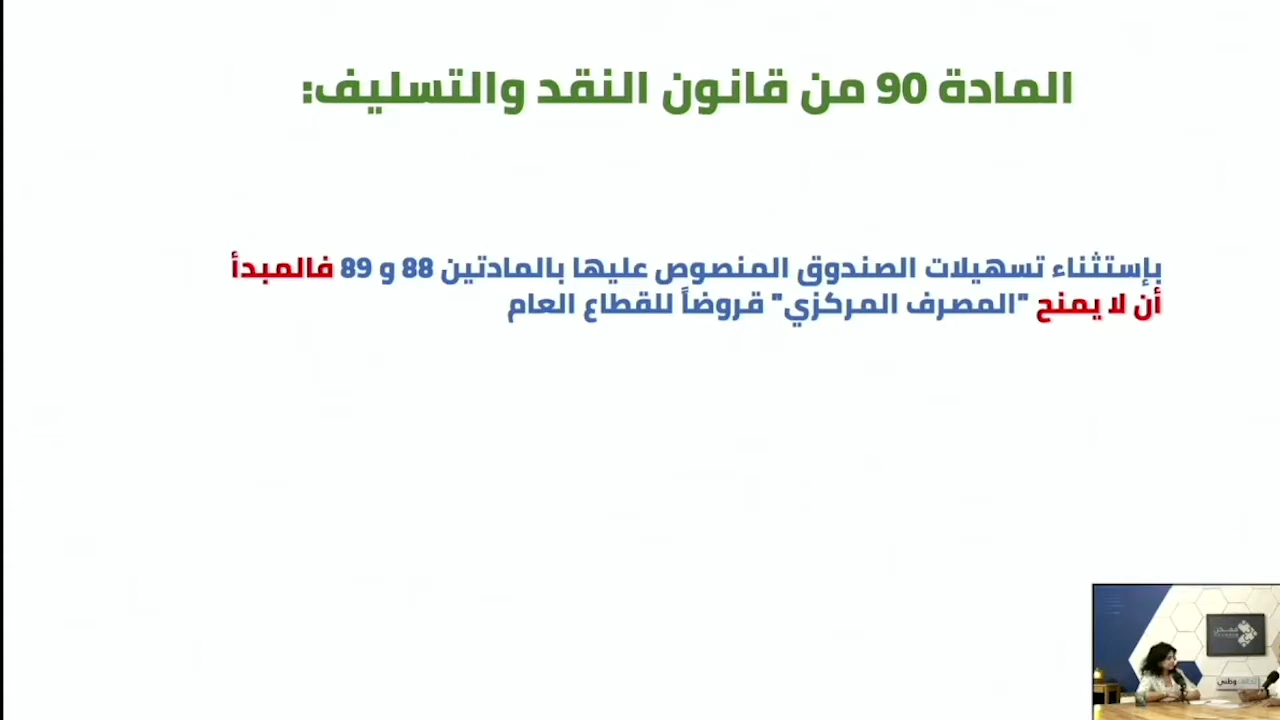 المادة 90 من قانون النقد والتسليف:
بإستثناء تسهيلات الصندوق المنصوص عليها بالمادتين 88 و 89 فالمبدأ
أن لا يمنح "المصرف المركزي" قروضاً للقطاع العام
وطني